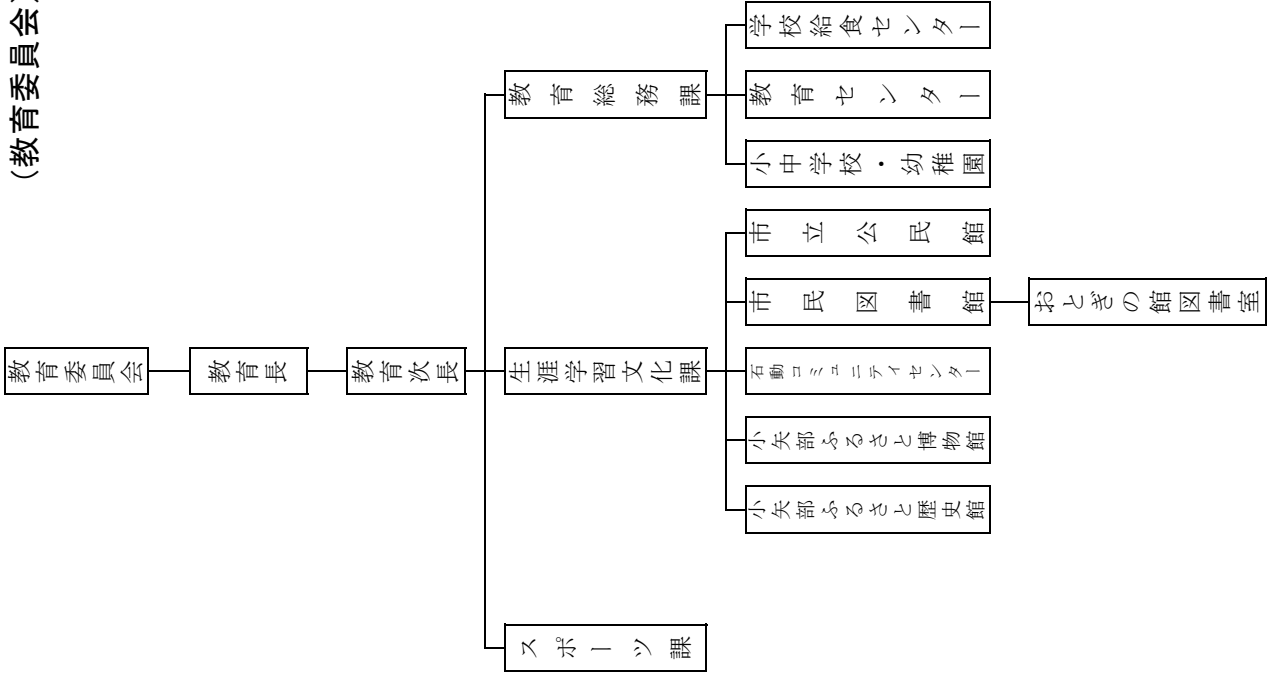 (教育委員会)
教育委員会
教育長
教育次長
教育総務課
学校給食センター
教育センター
小中学校・幼稚園
生涯学習文化課
市立公民館
市民図書館
おとぎの館図書室
石動コミュニティセンター
小矢部ふるさと博物館
小矢部ふるさと歴史館
スポーツ課